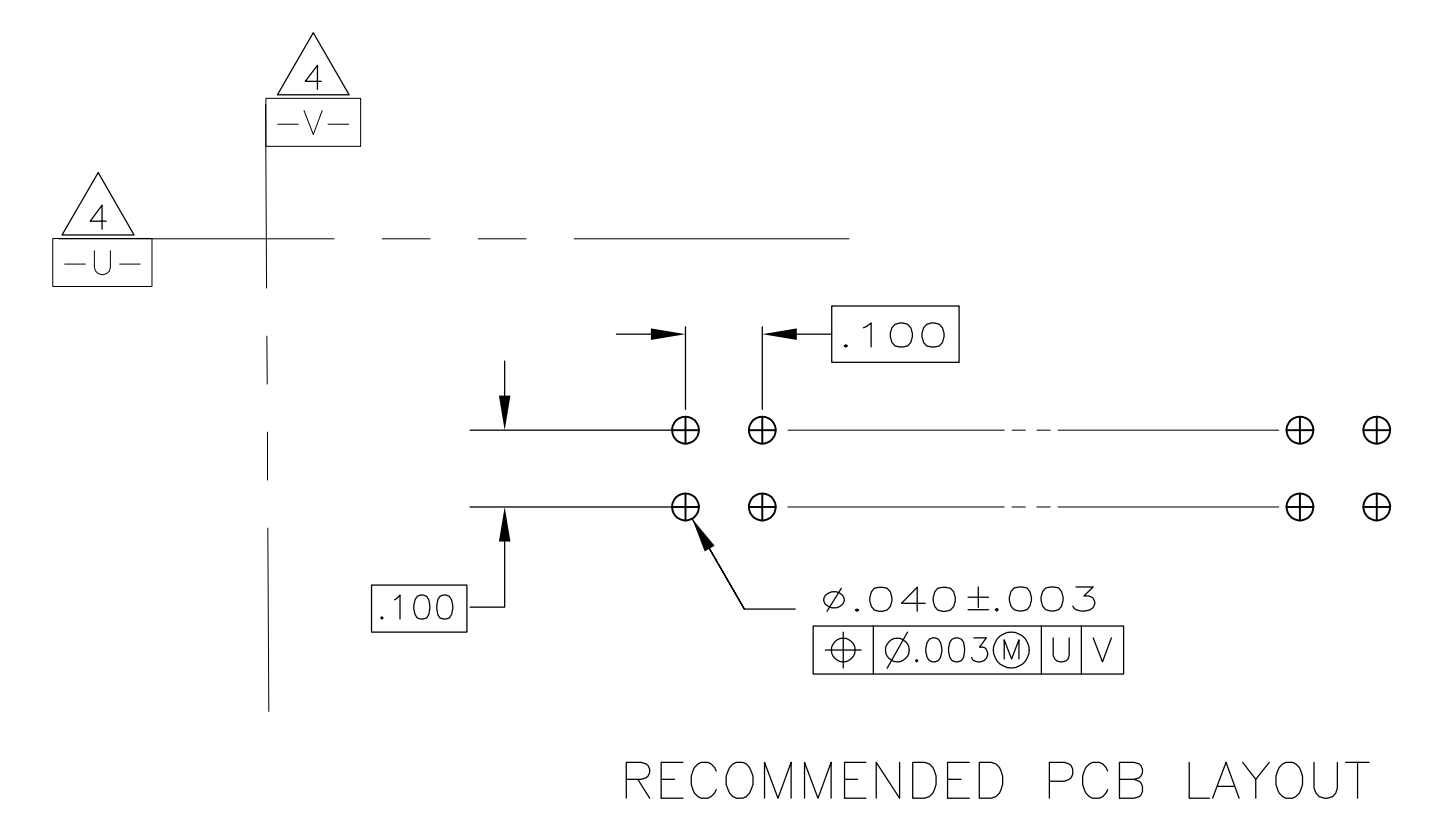 4
-V-
4
-U-
.100
.100
⌀.040±.003
⌖ ⌀.003Ⓜ U V
RECOMMENDED PCB LAYOUT